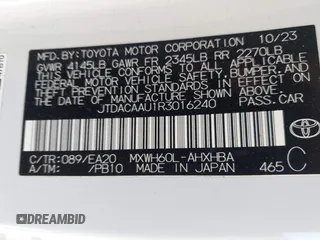 MFD. BY: TOYOTA MOTOR CORPORATION 10/23
GVWR 4145LB GAWR FR 2345LB RR 2270LB
THIS VEHICLE CONFORMS TO ALL APPLICABLE
FEDERAL MOTOR VEHICLE SAFETY, BUMPER, AND
THEFT PREVENTION STANDARDS IN EFFECT ON THE DATE
OF MANUFACTURE SHOWN ABOVE.
PASS.CAR
JTDACAAU1R3016240
C/TR:089/EA20 MXWH60L-AHXHBA
A/TM: /PB10 MADE IN JAPAN 465 C
TOYOTA
DREAMBID